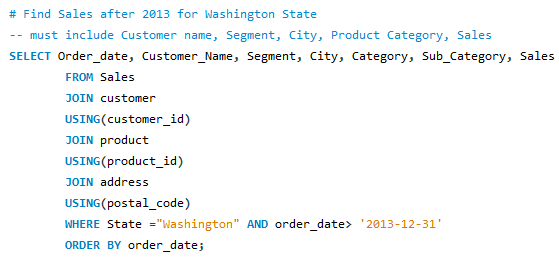 # Find Sales after 2013 for Washington State
-- must include Customer name, Segment, City, Product Category, Sales
SELECT Order_date, Customer_Name, Segment, City, Category, Sub_Category, Sales
FROM Sales
JOIN customer
USING(customer_id)
JOIN product
USING(product_id)
JOIN address
USING(postal_code)
WHERE State ="Washington" AND order_date> '2013-12-31'
ORDER BY order_date;